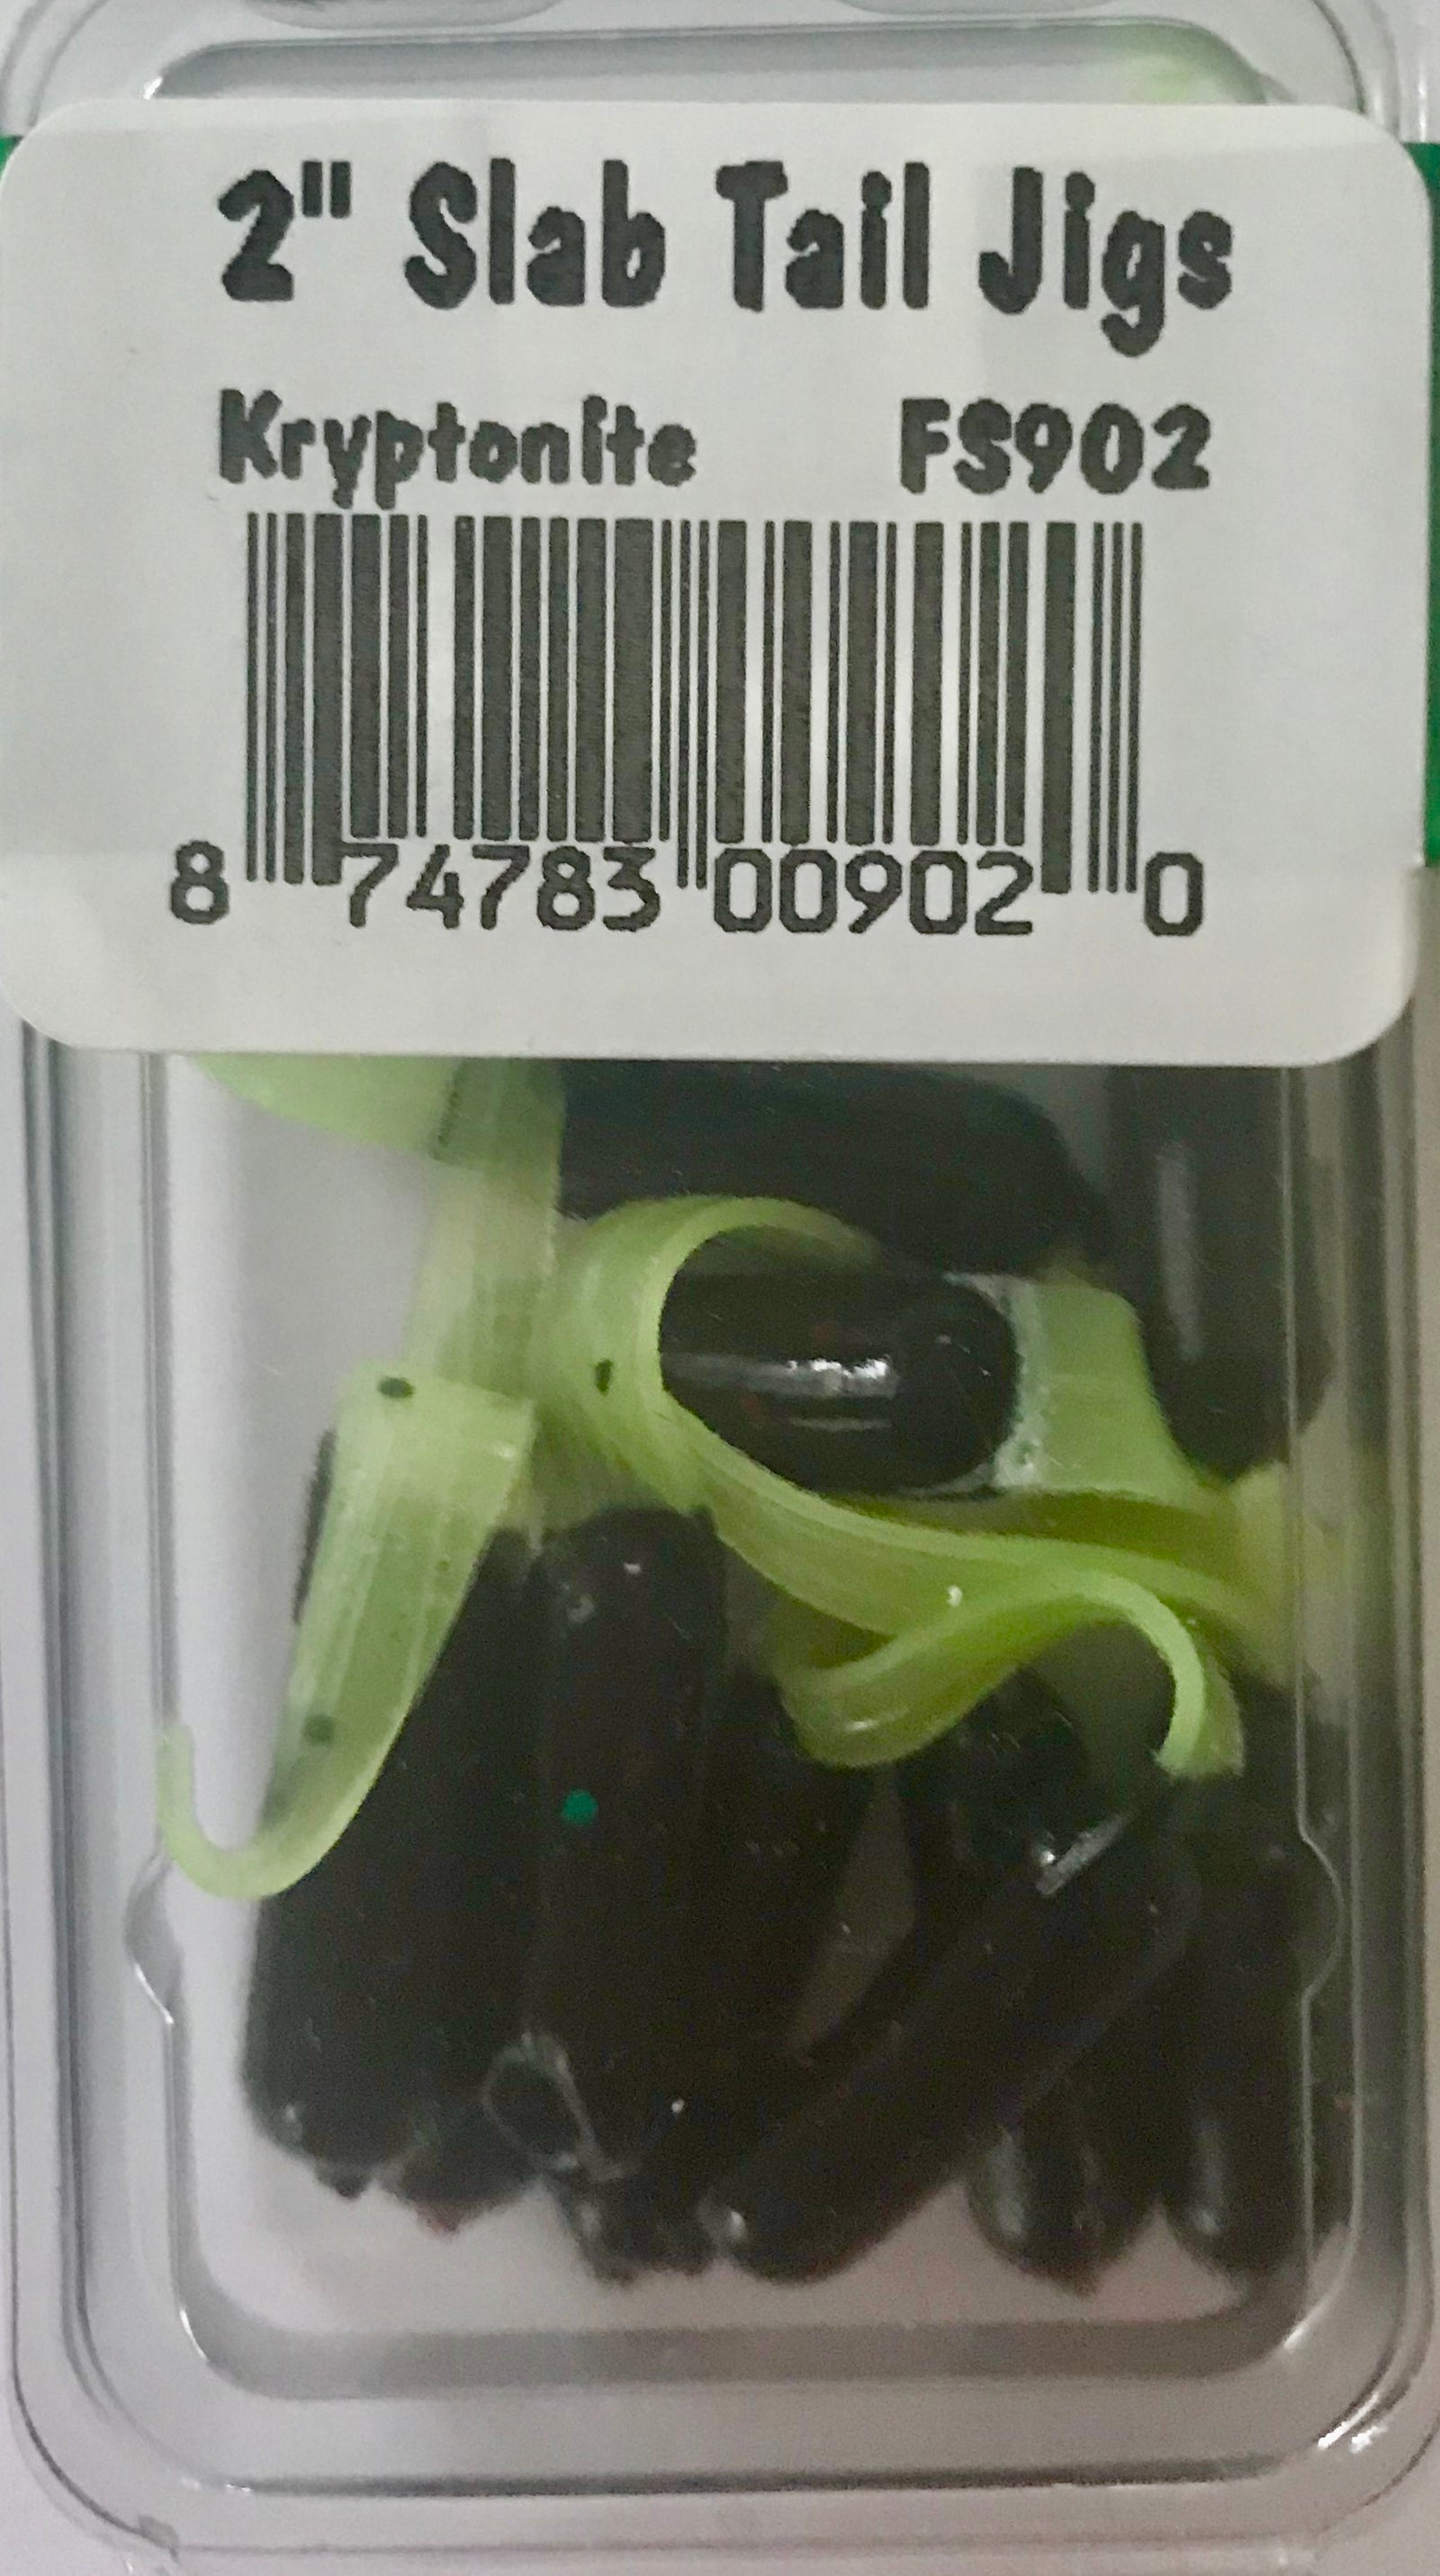 2" Slab Tail Jigs
Kryptonite FS902
8 74783 00902 0